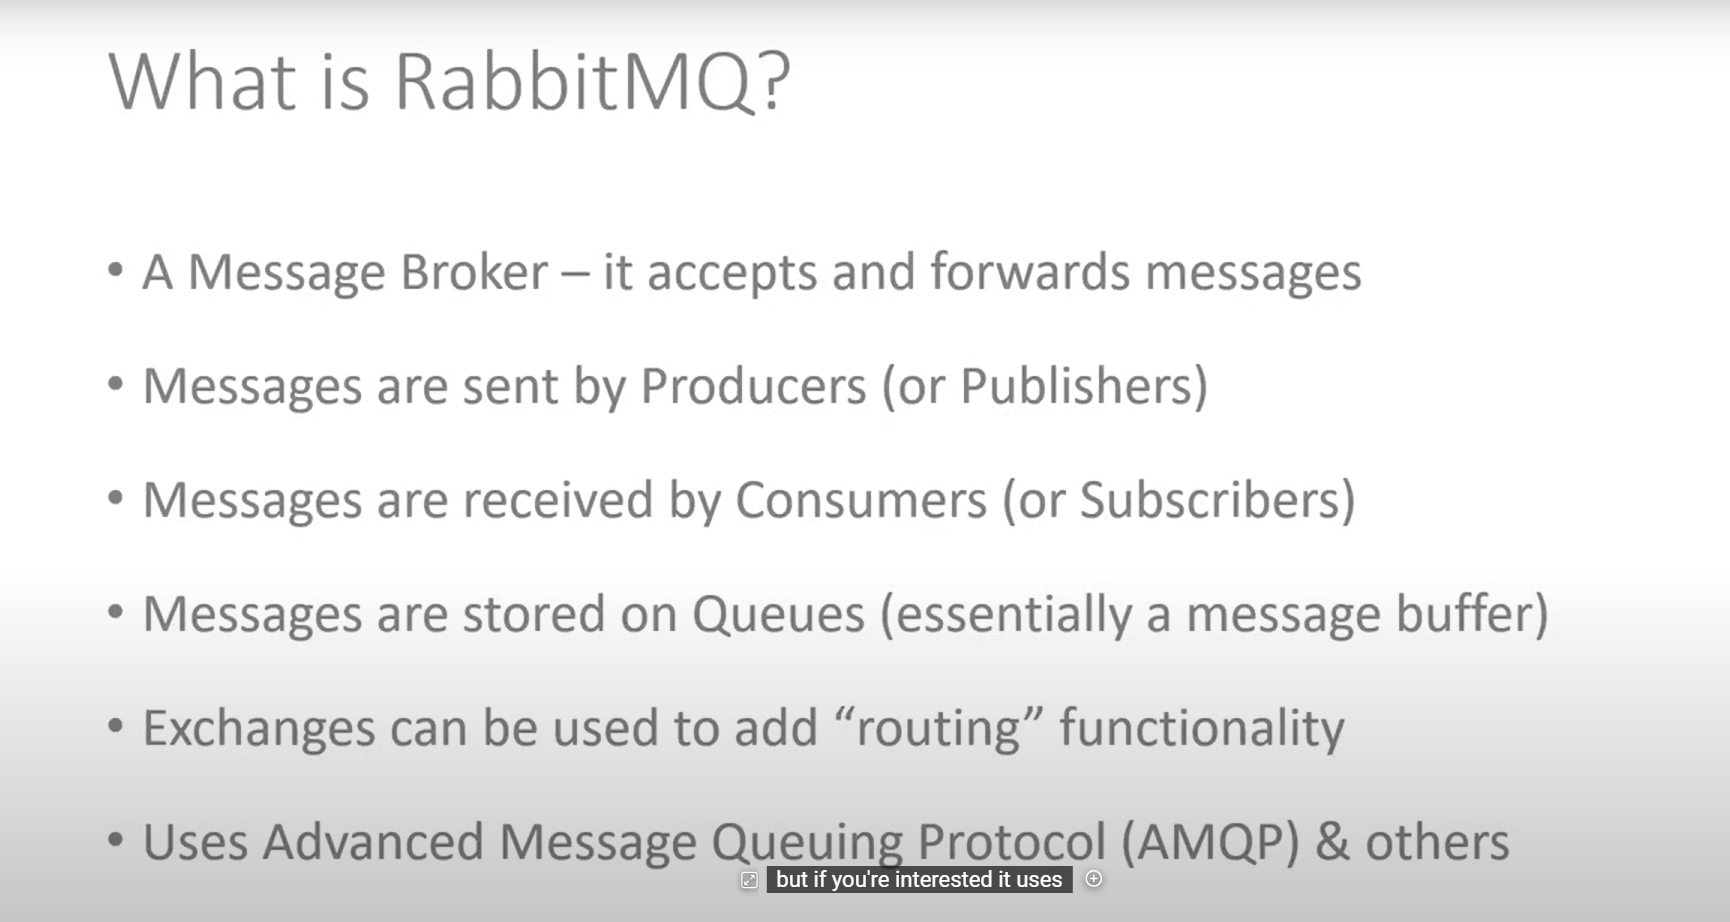 What is RabbitMQ?
• A Message Broker – it accepts and forwards messages
• Messages are sent by Producers (or Publishers)
• Messages are received by Consumers (or Subscribers)
• Messages are stored on Queues (essentially a message buffer)
• Exchanges can be used to add “routing” functionality
• Uses Advanced Message Queuing Protocol (AMQP) & others
but if you're interested it uses